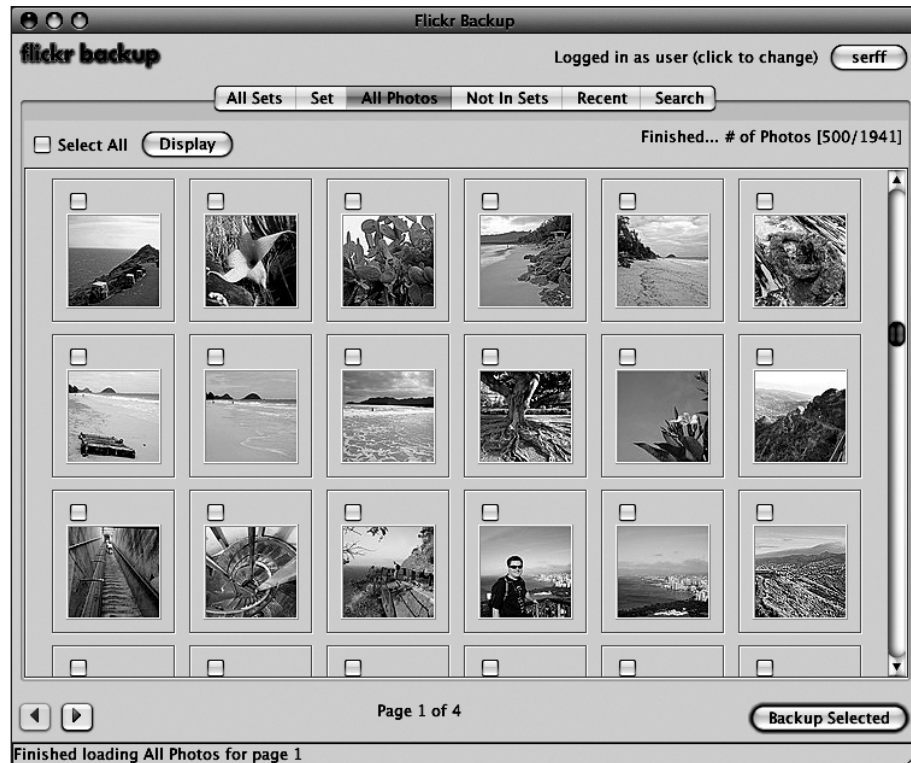 Flickr Backup
flickr backup
Logged in as user (click to change) serff
All Sets Set All Photos Not In Sets Recent Search
Select All Display Finished... # of Photos [500/1941]
Page 1 of 4
Backup Selected
Finished loading All Photos for page 1